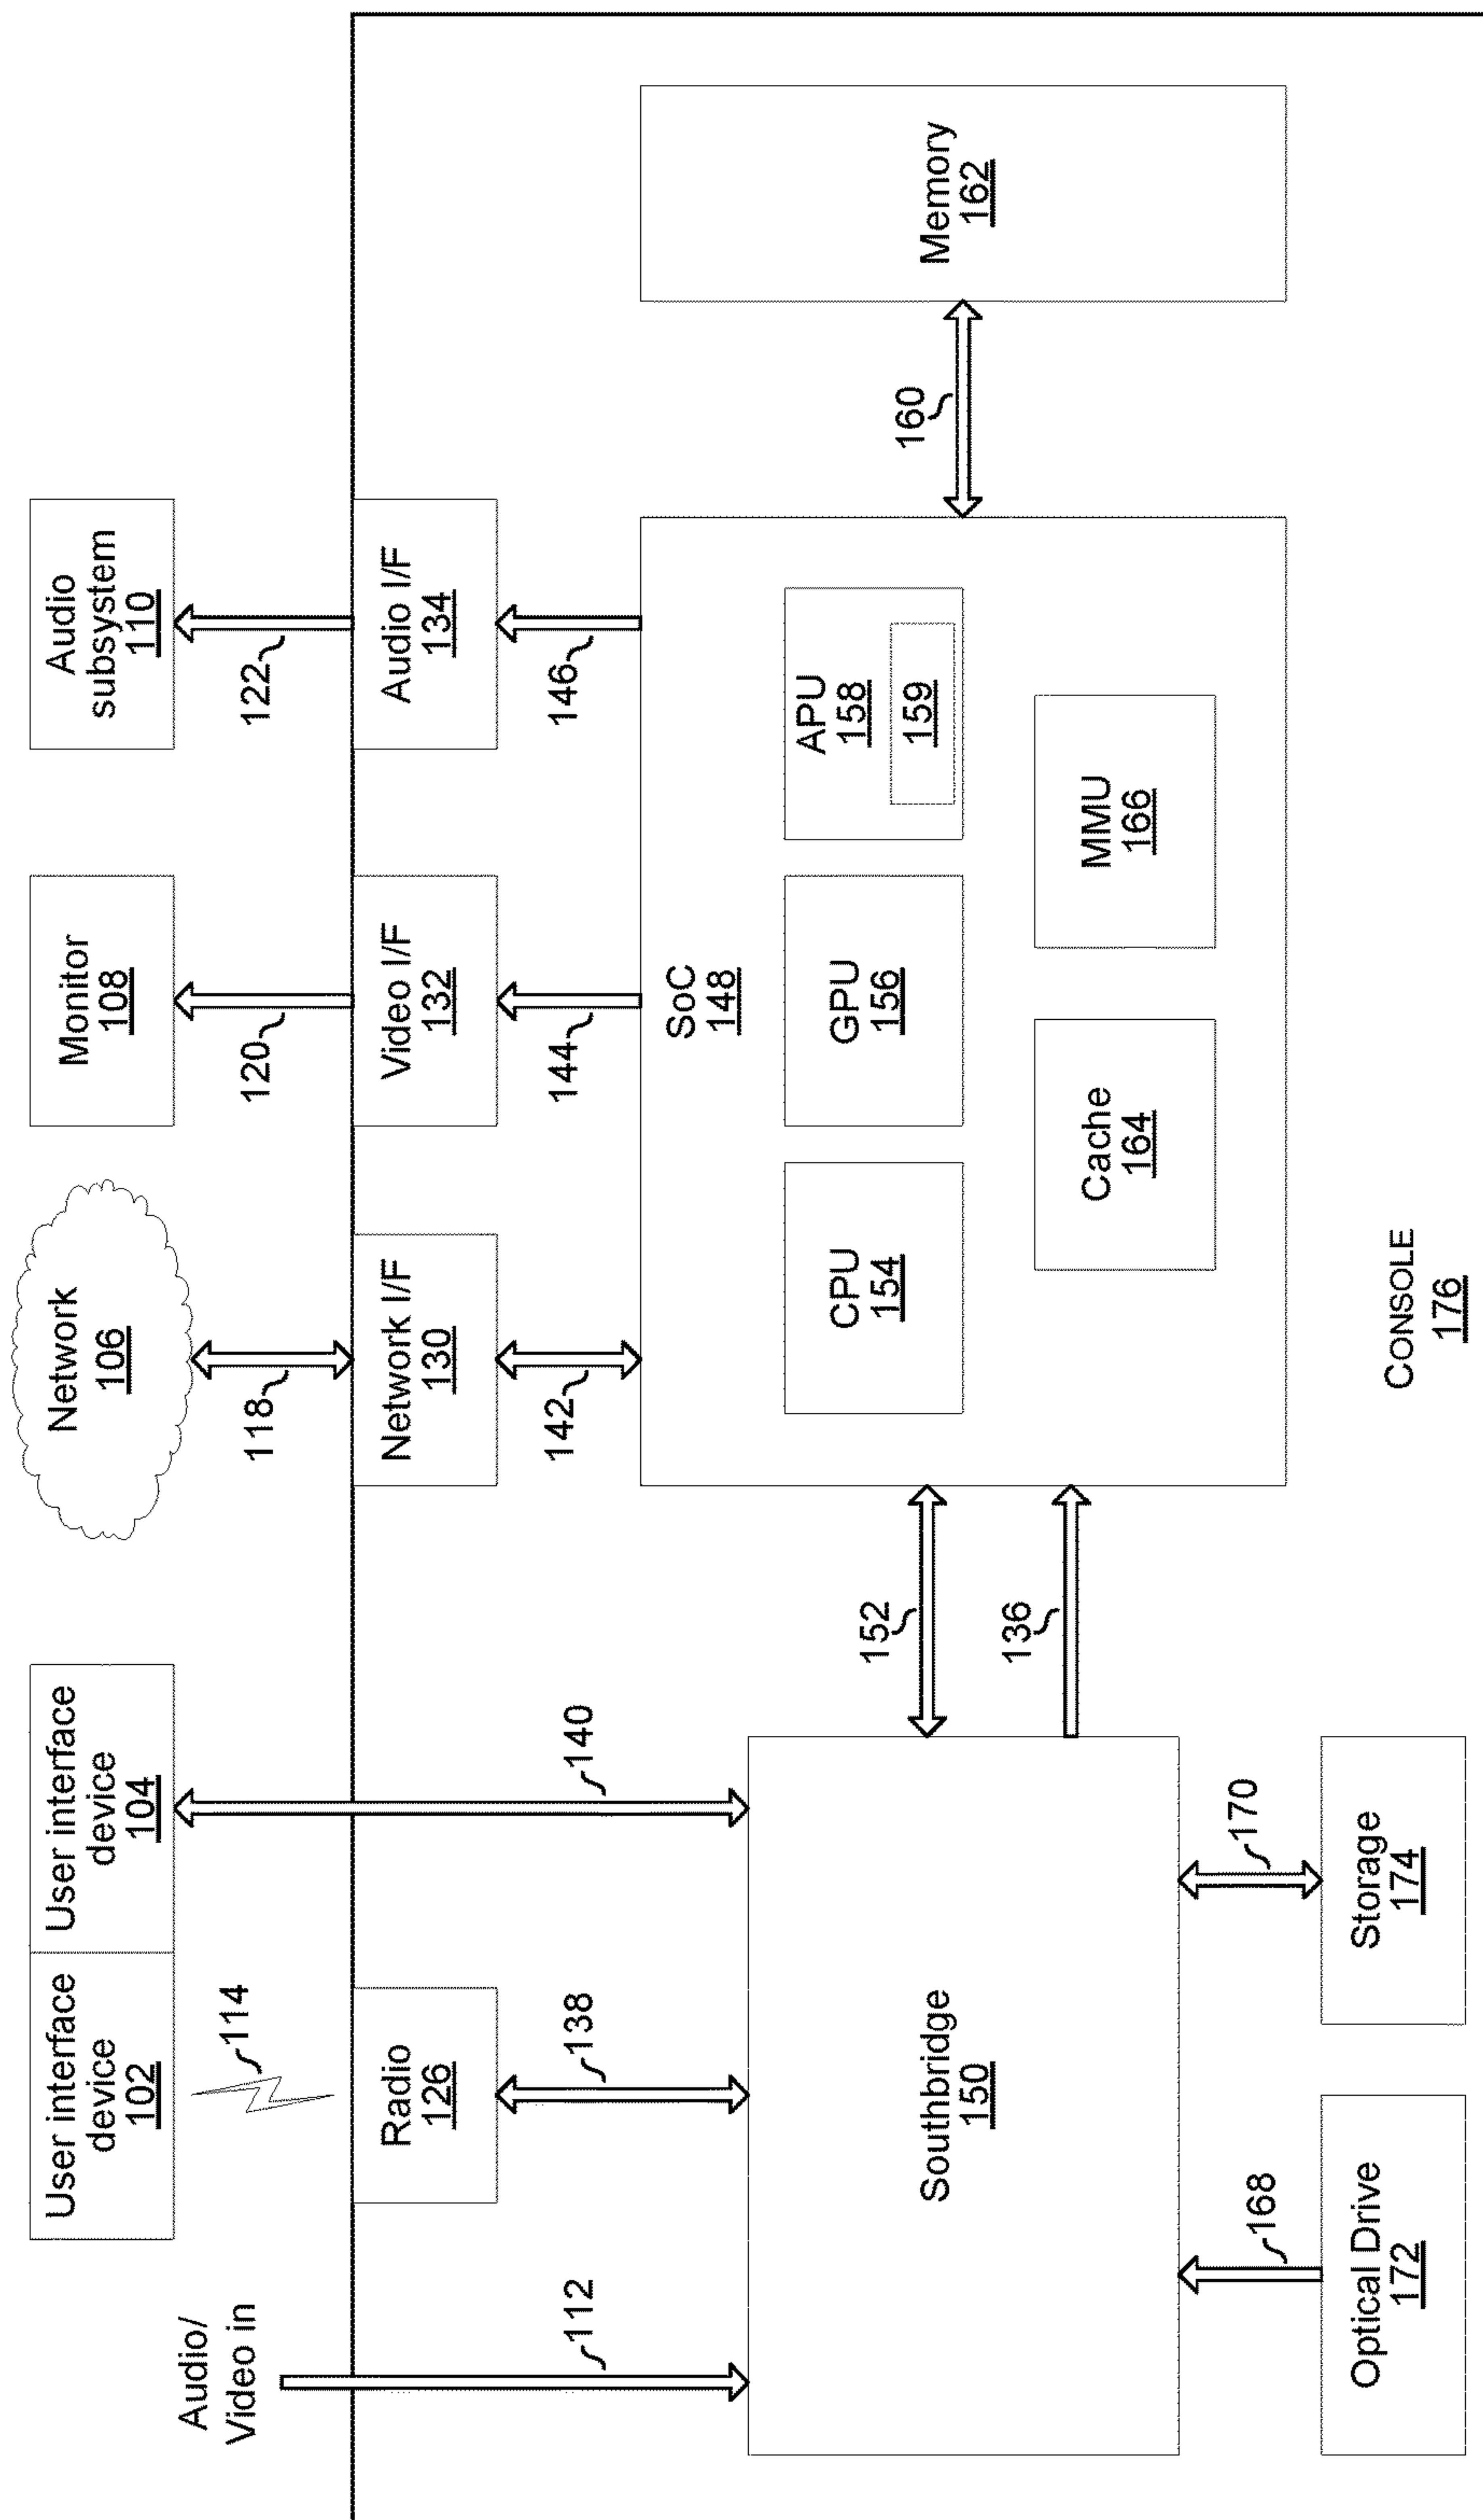 Audio/
Video in
User interface
device
102
User interface
device
104
Network
106
Monitor
108
Audio
subsystem
110
114
118
120
122
Radio
126
Network I/F
130
Video I/F
132
Audio I/F
134
112
138
140
142
144
146
SoC
148
CPU
154
GPU
156
APU
158
159
Cache
164
MMU
166
152
136
160
Memory
162
Southbridge
150
168
170
Optical Drive
172
Storage
174
CONSOLE
176